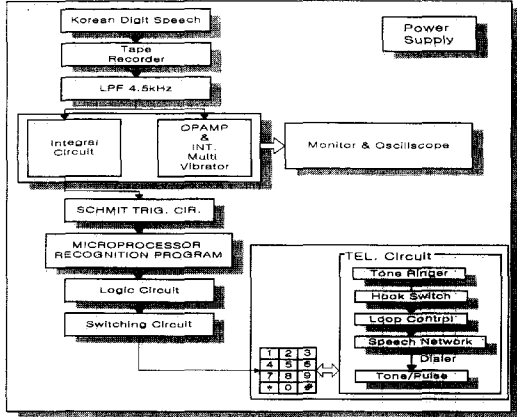 Korean Digit Speech
Power
Supply
Tape
Recorder
LPF 4.5kHz
Integral
Circuit
OPAMP
&
INT.
Multi
Vibrator
Monitor & Oscillscope
SCHMIT TRIG. CIR.
MICROPROCESSOR
RECOGNITION PROGRAM
Logic Circuit
Switching Circuit
TEL. Circuit
Tone Ringer
Hook Switch
Loop Control
Speech Network
Dialer
Tone/Pulse
1 2 3
4 5 6
7 8 9
* 0 #